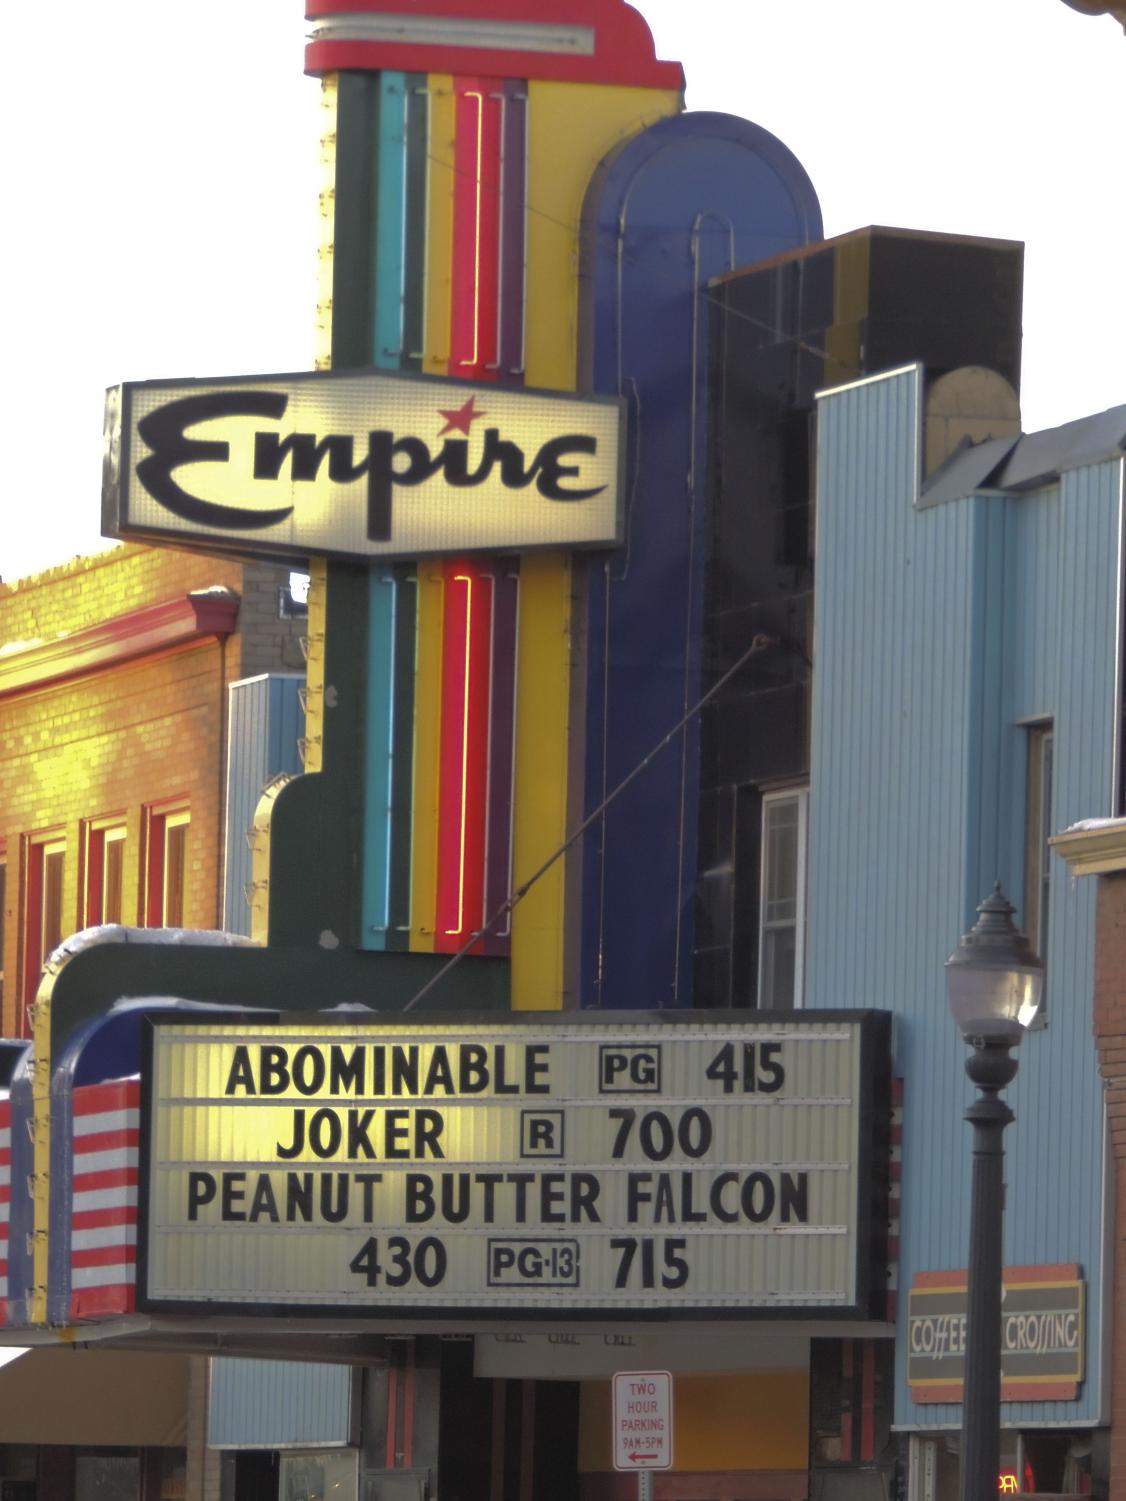 Empire
ABOMINABLE PG 415
JOKER R 700
PEANUT BUTTER FALCON
430 PG-13 715
COFFEE CROSSING
TWO
HOUR
PARKING
9AM-5PM